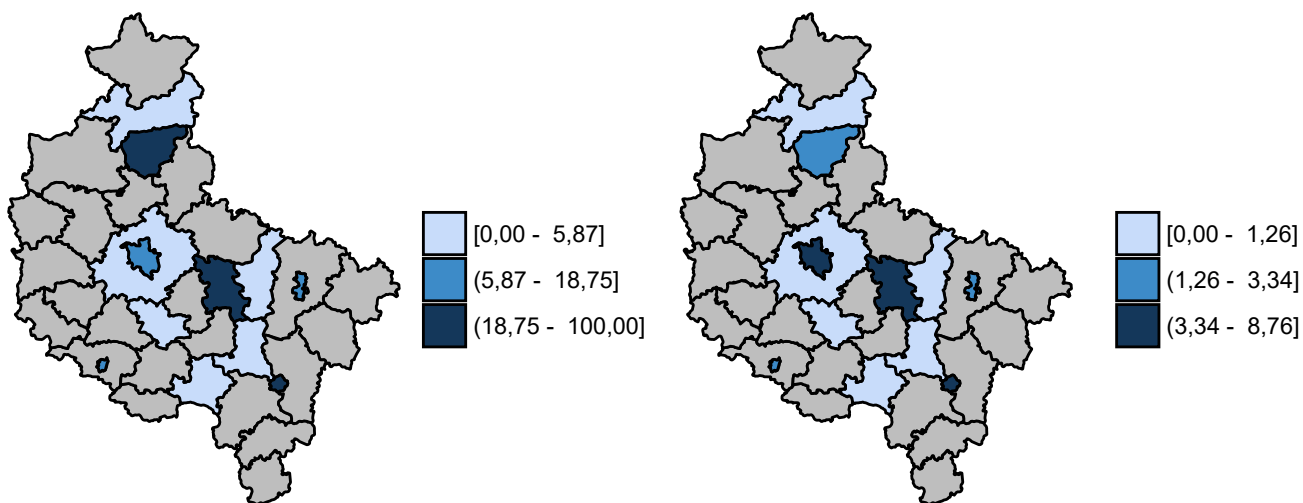 [0,00 - 5,87]
(5,87 - 18,75]
(18,75 - 100,00]
[0,00 - 1,26]
(1,26 - 3,34]
(3,34 - 8,76]